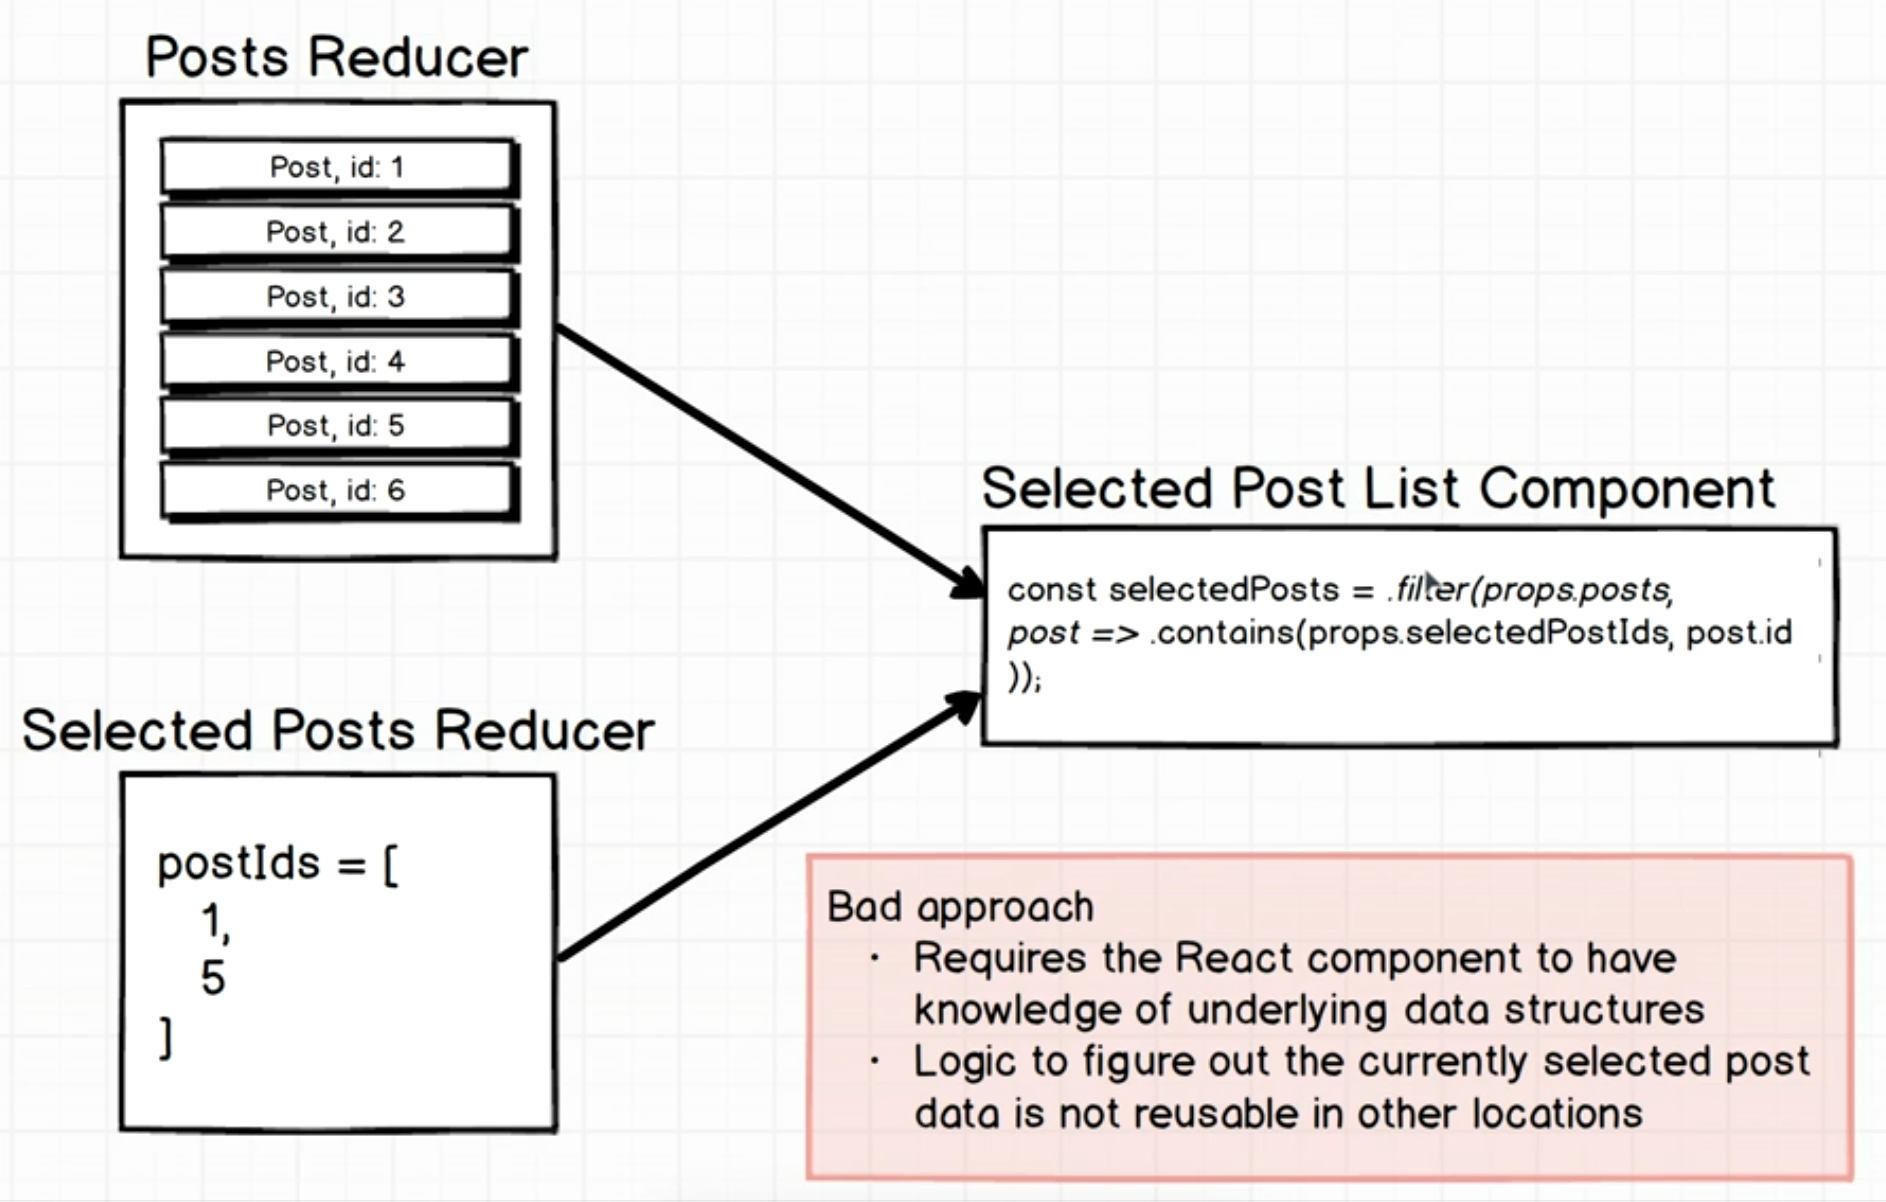 Posts Reducer
Post, id: 1
Post, id: 2
Post, id: 3
Post, id: 4
Post, id: 5
Post, id: 6
Selected Post List Component
const selectedPosts = .filter(props.posts,
post => .contains(props.selectedPostIds, post.id
));
Selected Posts Reducer
postIds = [
1,
5
]
Bad approach
· Requires the React component to have
knowledge of underlying data structures
· Logic to figure out the currently selected post
data is not reusable in other locations